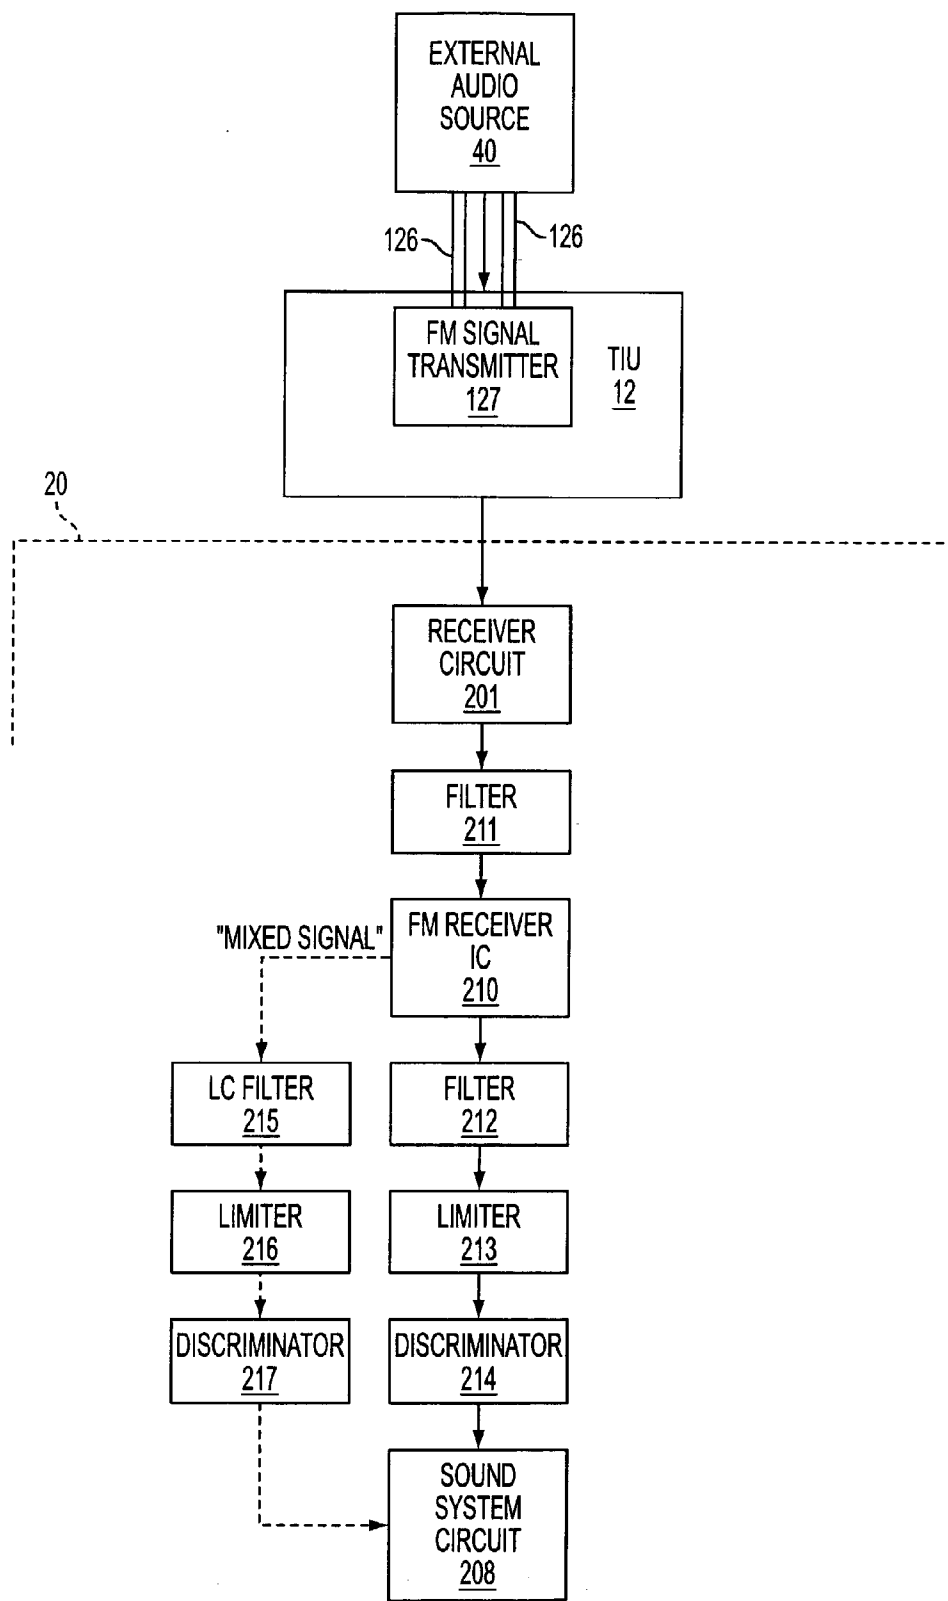 EXTERNAL
AUDIO
SOURCE
40
126
126
FM SIGNAL
TRANSMITTER
127
TIU
12
20
RECEIVER
CIRCUIT
201
FILTER
211
"MIXED SIGNAL"
FM RECEIVER
IC
210
LC FILTER
215
FILTER
212
LIMITER
216
LIMITER
213
DISCRIMINATOR
217
DISCRIMINATOR
214
SOUND
SYSTEM
CIRCUIT
208